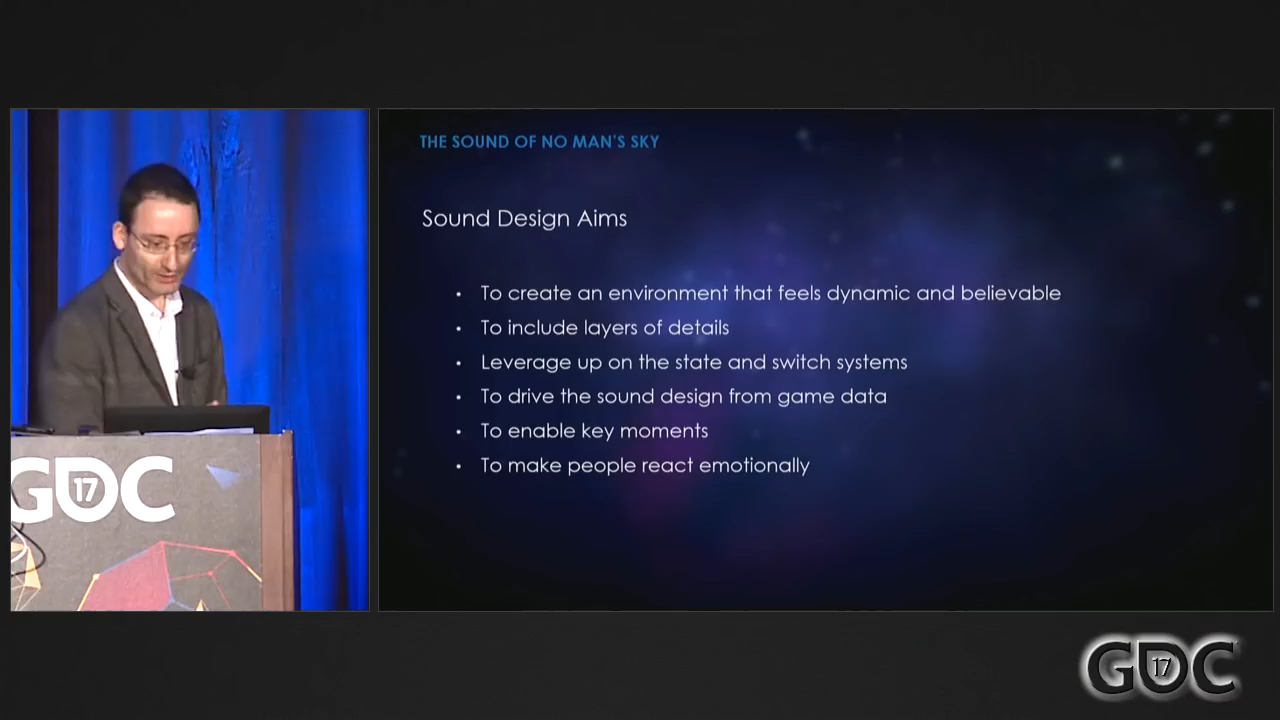 THE SOUND OF NO MAN'S SKY
Sound Design Aims
• To create an environment that feels dynamic and believable
• To include layers of details
• Leverage up on the state and switch systems
• To drive the sound design from game data
• To enable key moments
• To make people react emotionally
GDC 17
GDC 17